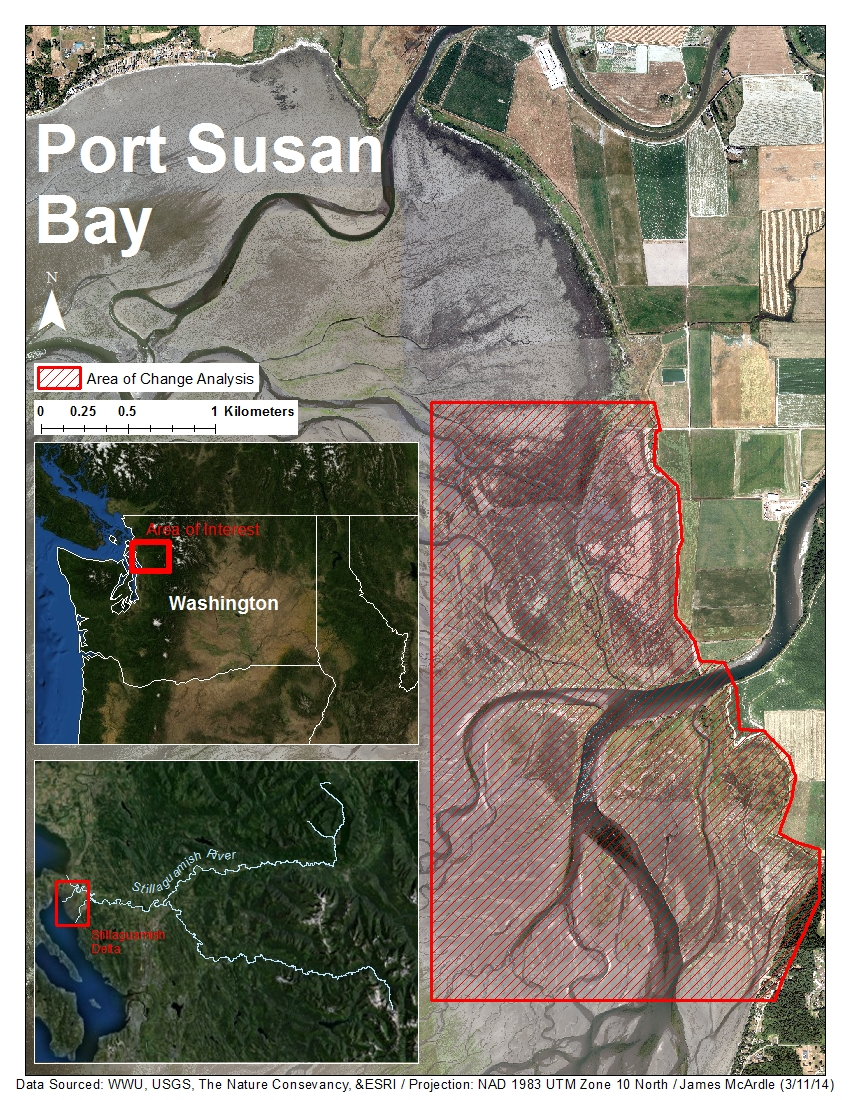 Port Susan
Bay
N
Area of Change Analysis
0 0.25 0.5 1 Kilometers
Area of Interest
Washington
Stillaguamish River
Stillaguamish
Delta
Data Sourced: WWU, USGS, The Nature Consevancy, &ESRI / Projection: NAD 1983 UTM Zone 10 North / James McArdle (3/11/14)